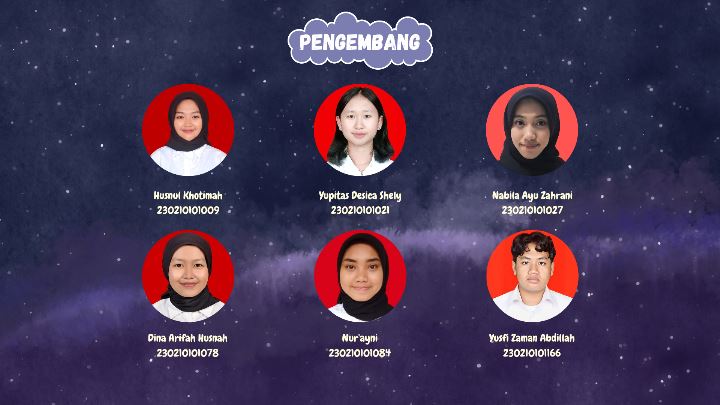 PENGEMBANG
Husnul Khotimah
230210101009
Yupitas Desica Shely
230210101021
Nabila Ayu Zahrani
230210101027
Dina Arifah Husnah
230210101078
Nur'ayni
230210101084
Yusfi Zaman Abdillah
230210101166